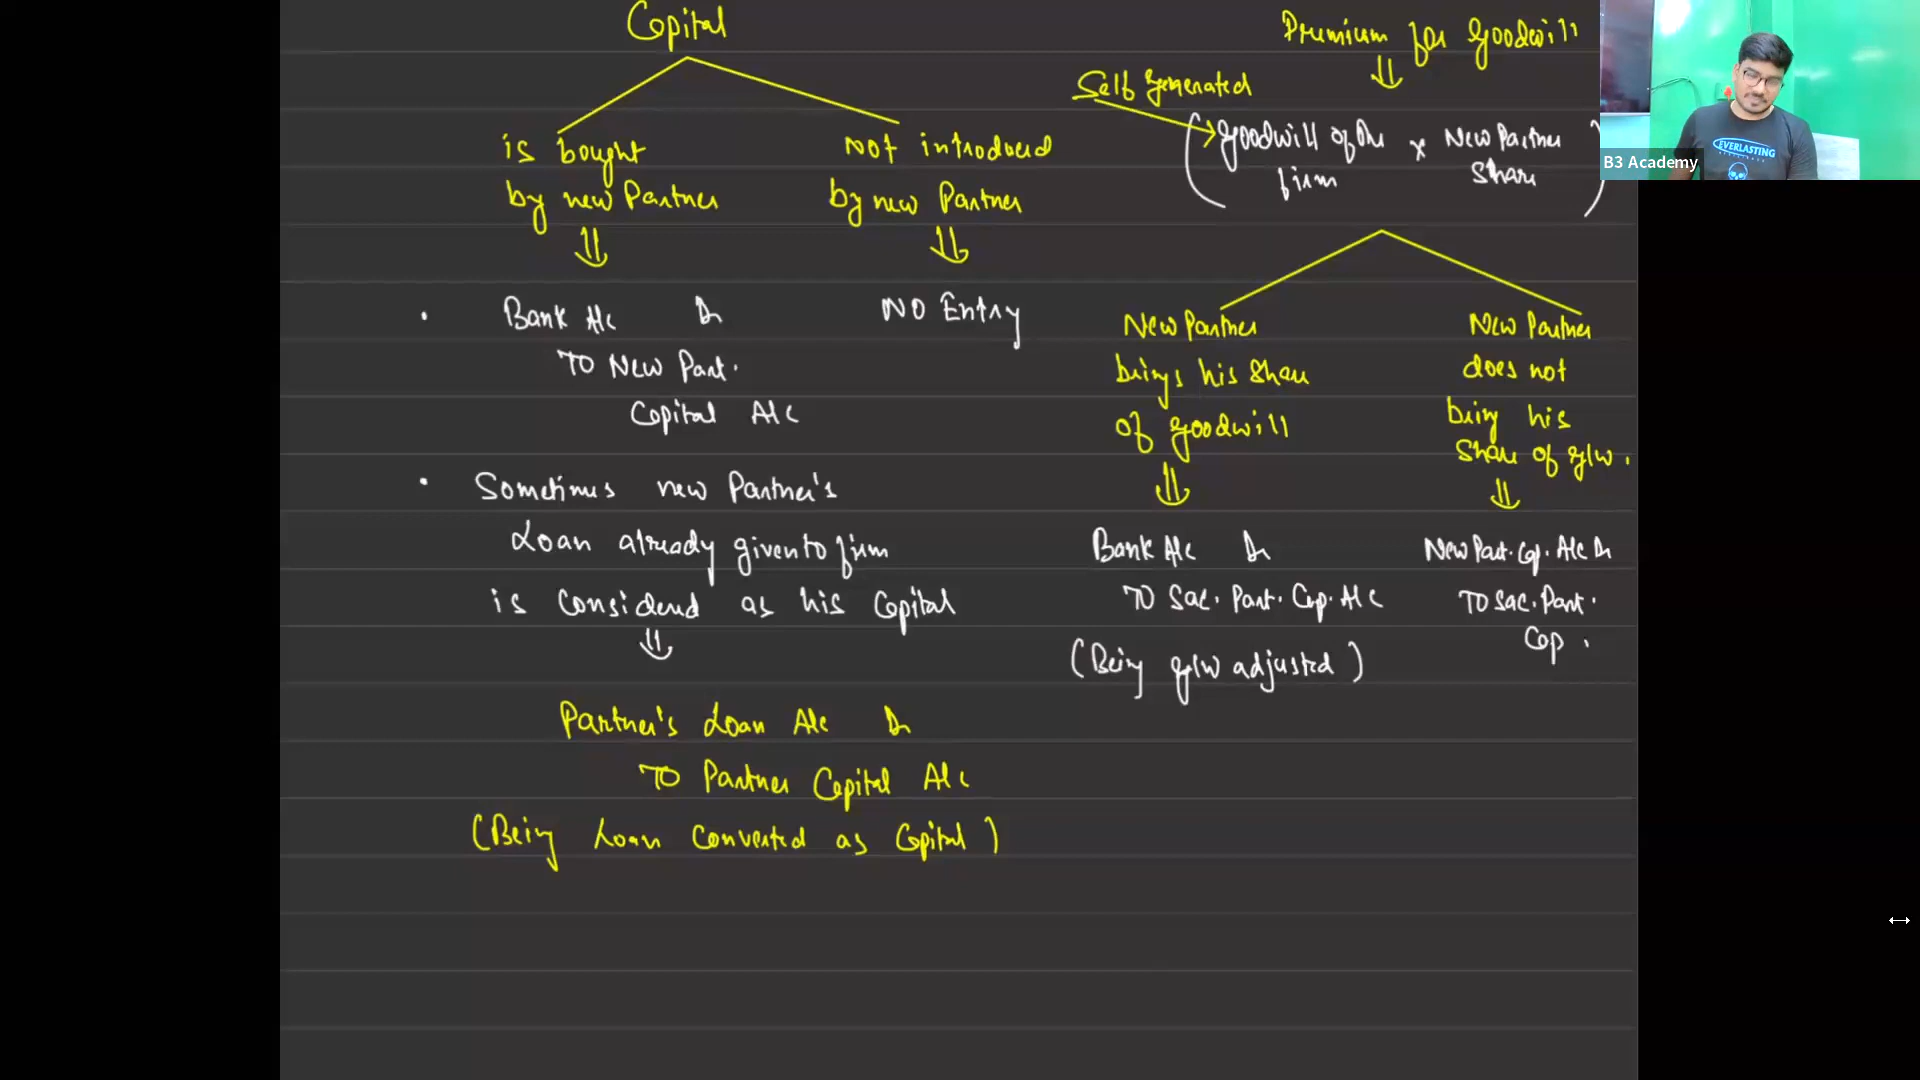 Capital
is bought
by new Partner
Bank A/c Dr
TO New Part.
Capital A/c
Sometimes new Partner's
Loan already given to firm
is considered as his Capital
Partner's Loan A/c Dr
TO Partner Capital A/c
(Being Loan Converted as Capital)
Not introduced
by new Partner
NO Entry
Premium for Goodwill
Self generated
(Goodwill of the firm x New Partner Share)
New Partner
brings his Share
of Goodwill
Bank A/c Dr
TO Sac. Part. Cap. A/c
(Being g/w adjusted)
New Partner
does not
bring his
Share of g/w.
New Part. Cap. A/c Dr
TO Sac. Part.
Cap.
EVERLASTING
B3 Academy